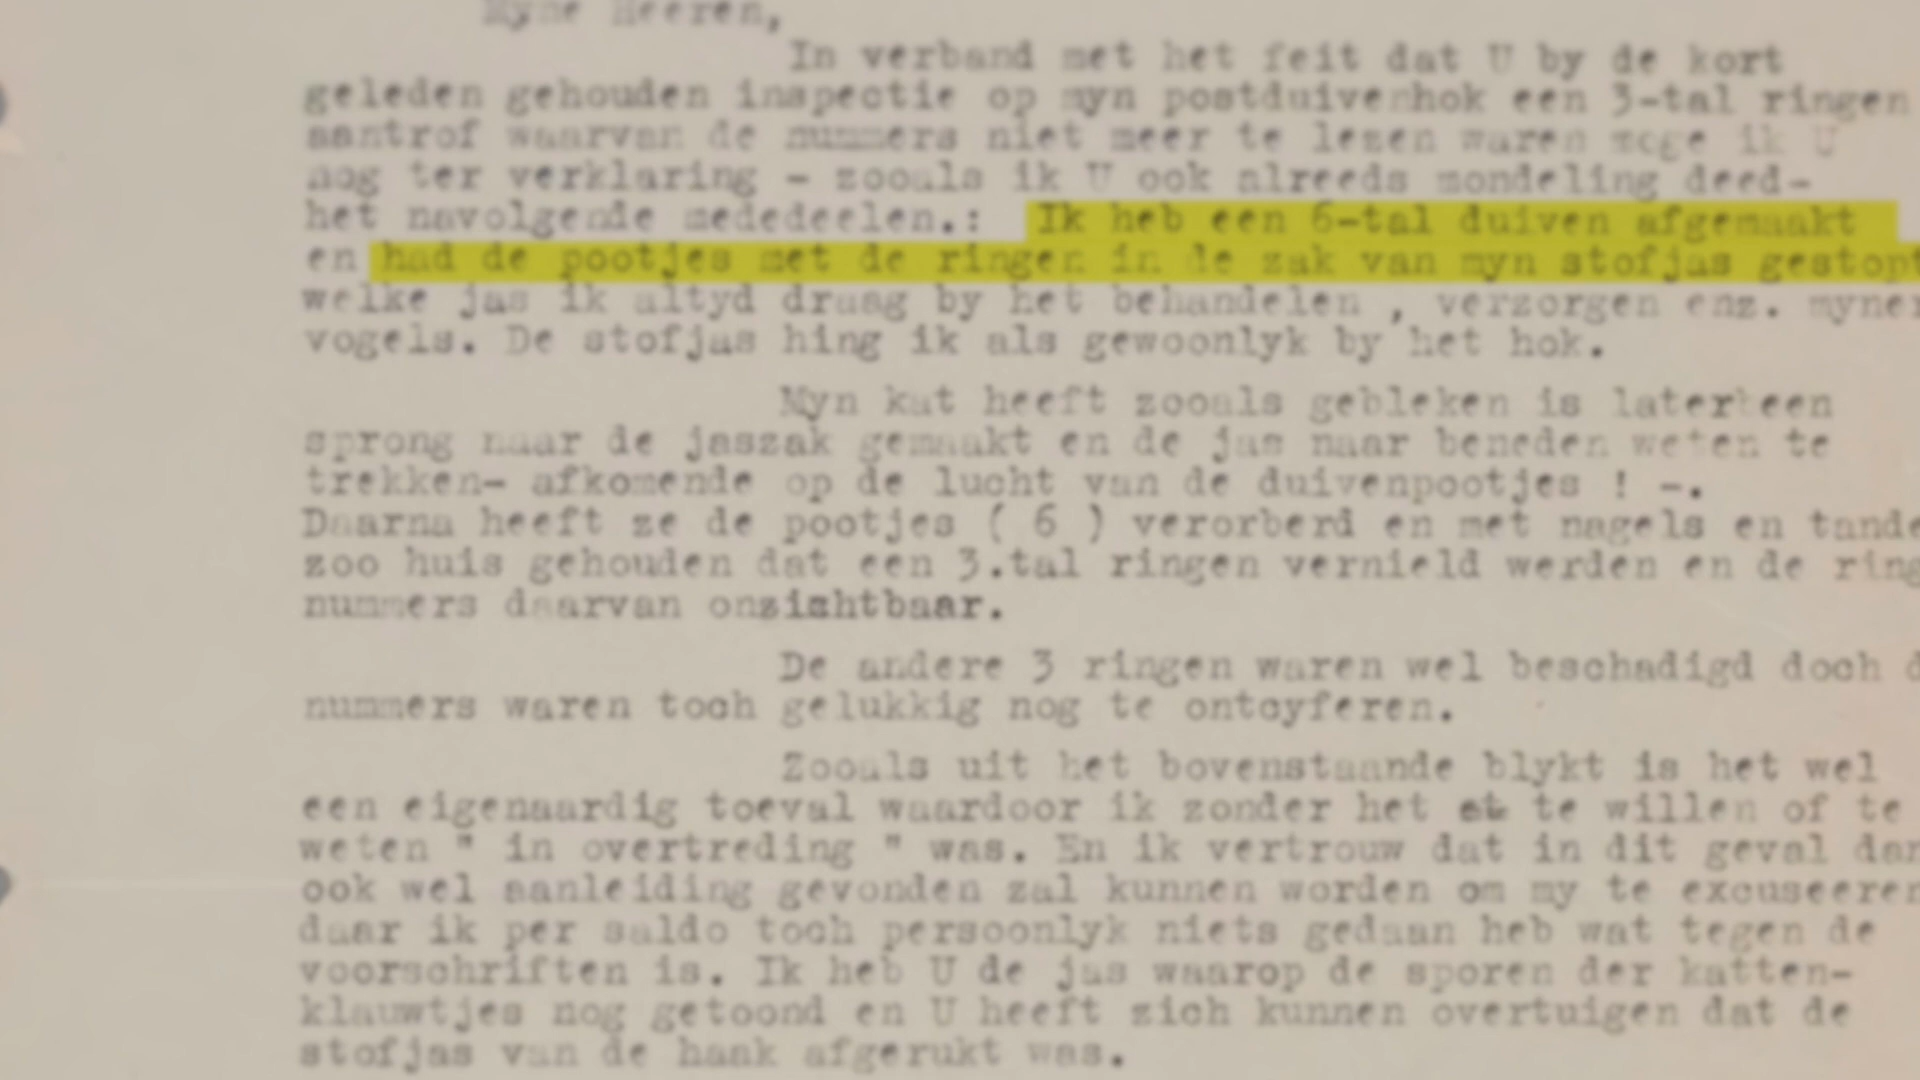 Myne Heeren,
In verband met het feit dat U by de kort
geleden gehouden inspectie op myn postduivenhok een 3-tal ringen
aantrof waarvan de nummers niet meer te lezen waren moge ik U
nog ter verklaring - zooals ik U ook alreeds mondeling deed-
het navolgende mededeelen.: Ik heb een 6-tal duiven afgemaakt
en had de pootjes met de ringen in de zak van myn stofjas gestopt
welke jas ik altyd draag by het behandelen , verzorgen enz. myner
vogels. De stofjas hing ik als gewoonlyk by het hok.
Myn kat heeft zooals gebleken is later een
sprong naar de jaszak gemaakt en de jas naar beneden weten te
trekken- afkomende op de lucht van de duivenpootjes ! -.
Daarna heeft ze de pootjes ( 6 ) verorberd en met nagels en tande
zoo huis gehouden dat een 3.tal ringen vernield werden en de ring
nummers daarvan onzichtbaar.
De andere 3 ringen waren wel beschadigd doch d
nummers waren toch gelukkig nog te ontcyferen.
Zooals uit het bovenstaande blykt is het wel
een eigenaardig toeval waardoor ik zonder het te willen of te
weten " in overtreding " was. En ik vertrouw dat in dit geval dan
ook wel aanleiding gevonden zal kunnen worden om my te excuseeren
daar ik per saldo toch persoonlyk niets gedaan heb wat tegen de
voorschriften is. Ik heb U de jas waarop de sporen der katten-
klauwtjes nog getoond en U heeft zich kunnen overtuigen dat de
stofjas van de haak afgerukt was.